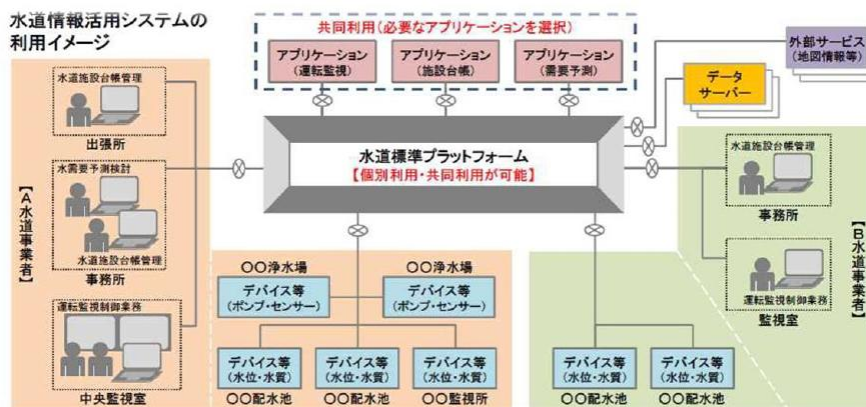 水道情報活用システムの
利用イメージ
共同利用(必要なアプリケーションを選択)
アプリケーション
(運転監視)
アプリケーション
(施設台帳)
アプリケーション
(需要予測)
外部サービス
(地図情報等)
データ
サーバー
水道標準プラットフォーム
【個別利用・共同利用が可能】
【A水道事業者】
水道施設台帳管理
出張所
水需要予測検討
水道施設台帳管理
事務所
運転監視制御業務
中央監視室
〇〇浄水場
デバイス等
(ポンプ・センサー)
〇〇浄水場
デバイス等
(ポンプ・センサー)
デバイス等
(水位・水質)
〇〇配水池
デバイス等
(水位・水質)
〇〇配水池
デバイス等
(水位・水質)
〇〇監視所
デバイス等
(水位・水質)
〇〇配水池
デバイス等
(水位・水質)
〇〇配水池
水道施設台帳管理
事務所
運転監視制御業務
監視室
【B水道事業者】